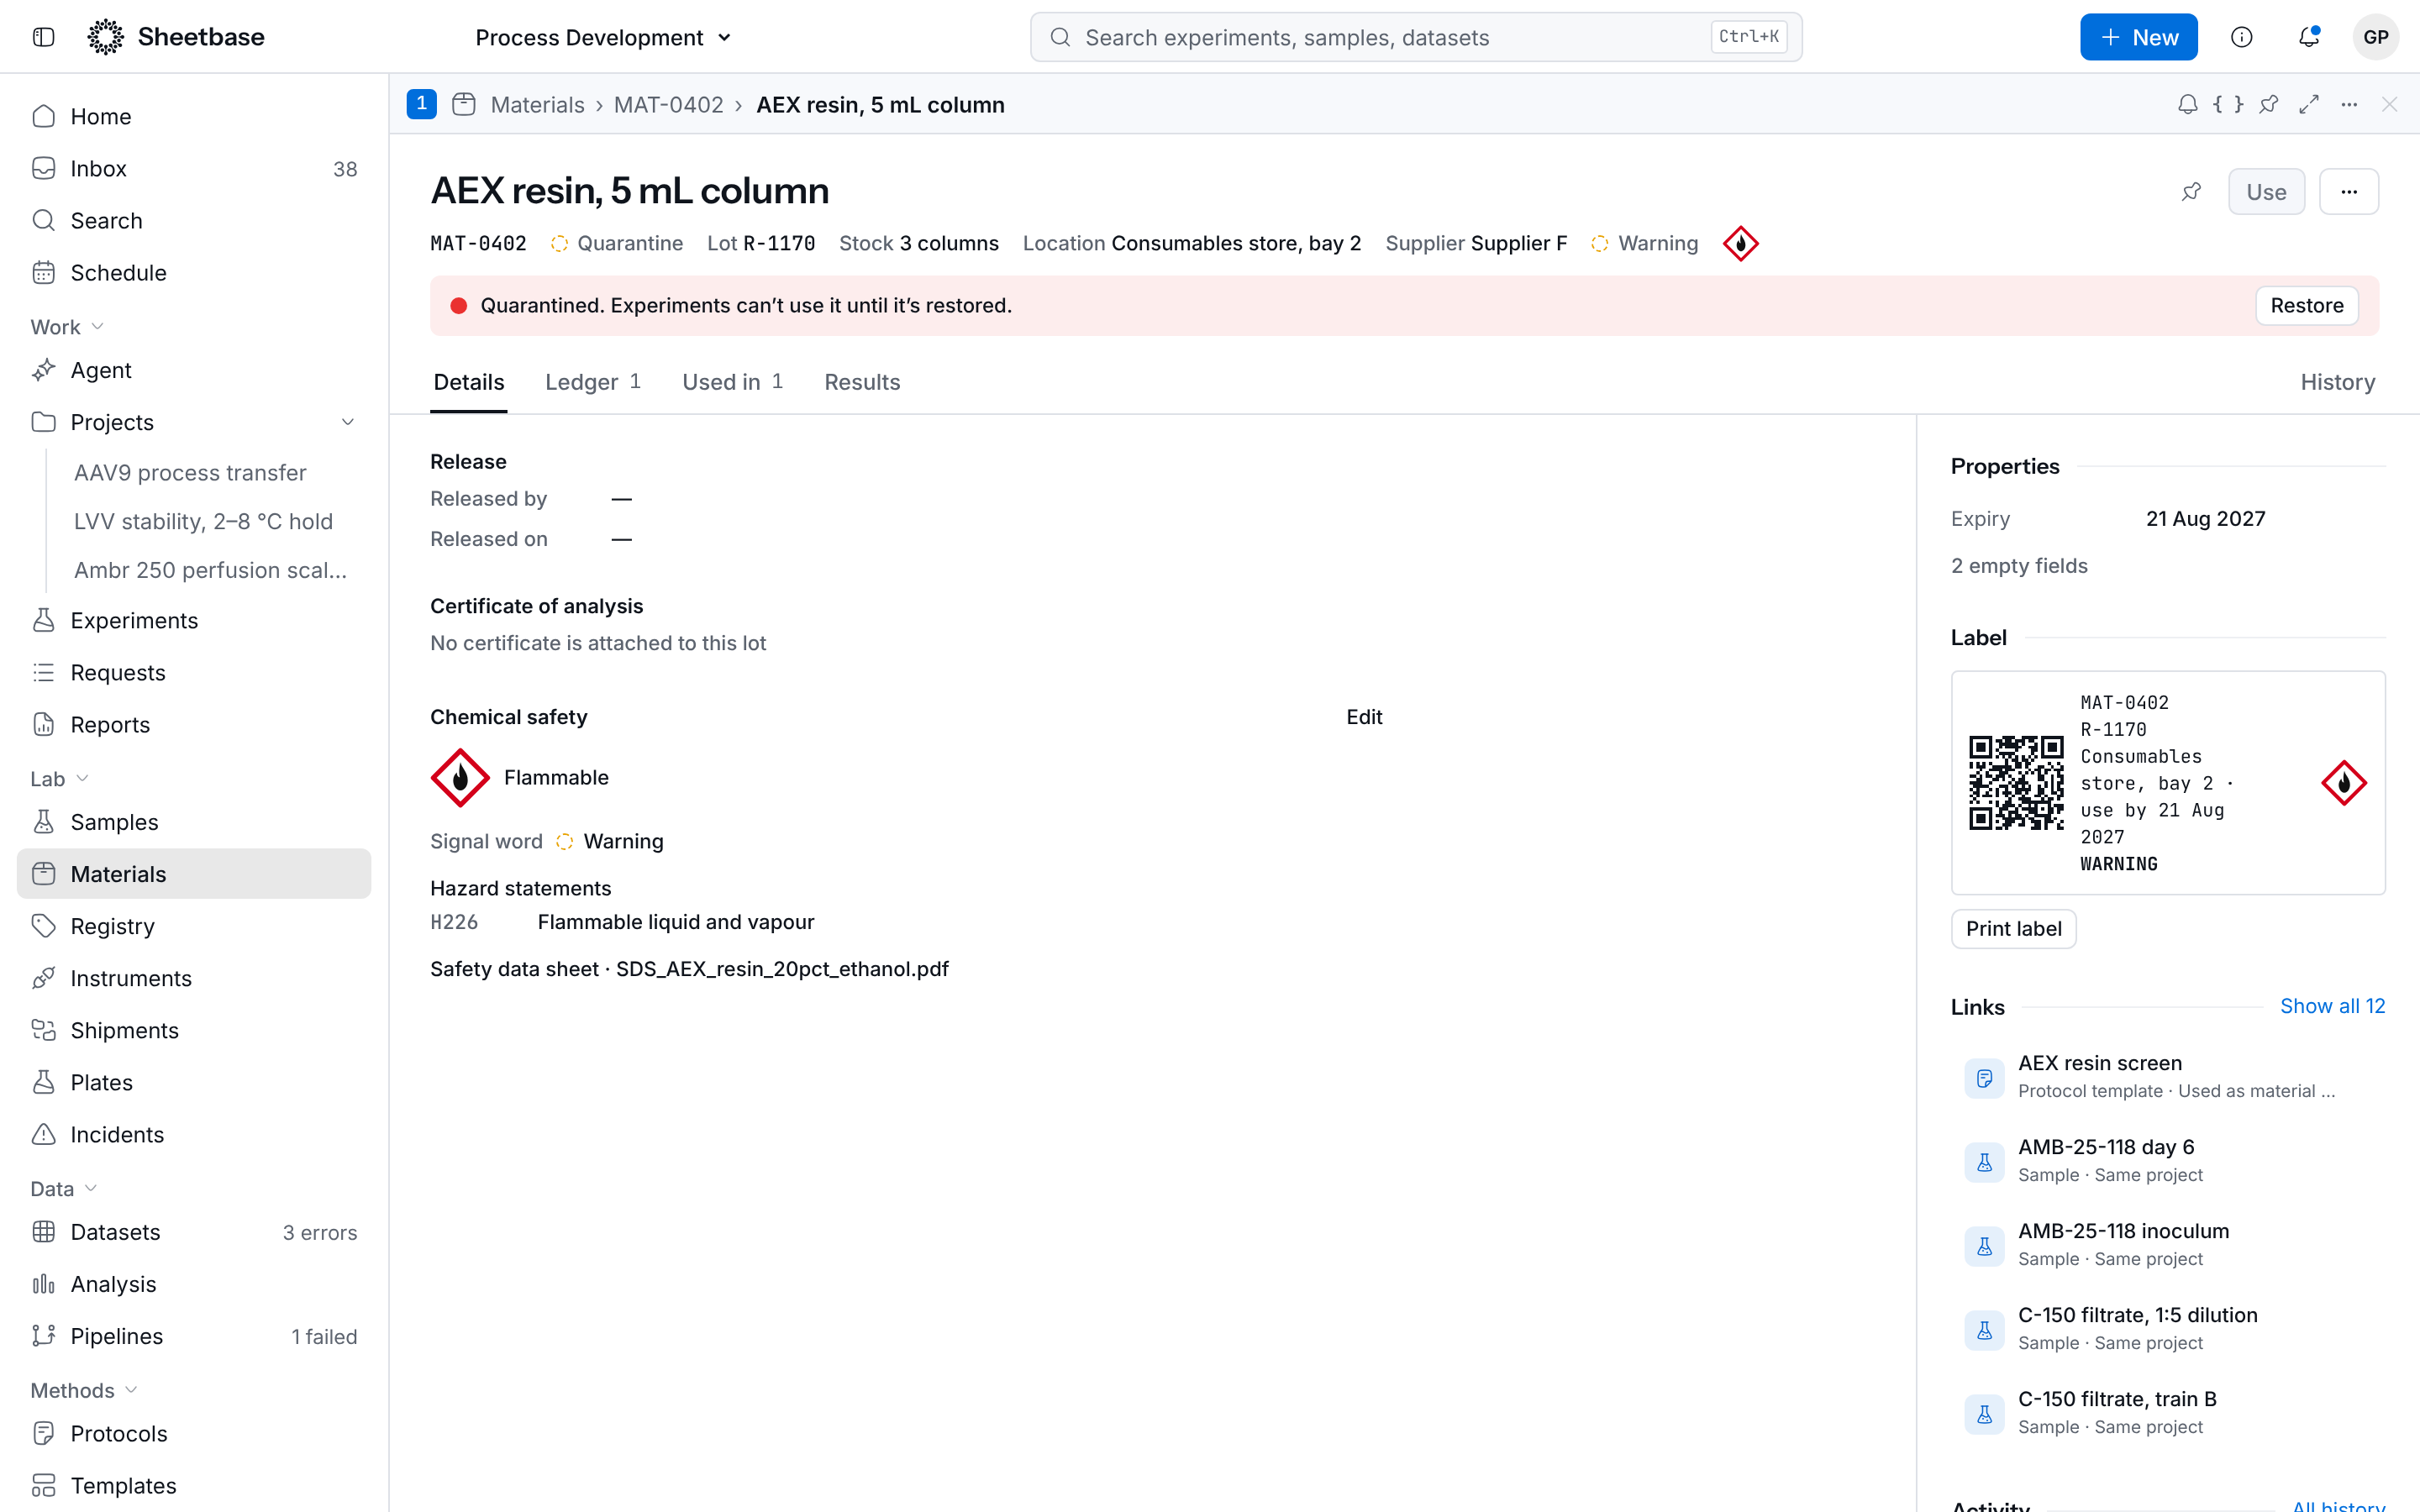 Sheetbase
Process Development
Search experiments, samples, datasets
Ctrl+K
New
GP
Home
Inbox
38
Search
Schedule
Work
Agent
Projects
AAV9 process transfer
LVV stability, 2–8 °C hold
Ambr 250 perfusion scal...
Experiments
Requests
Reports
Lab
Samples
Materials
Registry
Instruments
Shipments
Plates
Incidents
Data
Datasets
3 errors
Analysis
Pipelines
1 failed
Methods
Protocols
Templates
1
Materials › MAT-0402 › AEX resin, 5 mL column
AEX resin, 5 mL column
Use
MAT-0402 Quarantine Lot R-1170 Stock 3 columns Location Consumables store, bay 2 Supplier Supplier F Warning
Quarantined. Experiments can’t use it until it’s restored.
Restore
Details
Ledger 1
Used in 1
Results
History
Release
Released by —
Released on —
Certificate of analysis
No certificate is attached to this lot
Chemical safety
Edit
Flammable
Signal word Warning
Hazard statements
H226 Flammable liquid and vapour
Safety data sheet · SDS_AEX_resin_20pct_ethanol.pdf
Properties
Expiry 21 Aug 2027
2 empty fields
Label
MAT-0402
R-1170
Consumables
store, bay 2 ·
use by 21 Aug
2027
WARNING
Print label
Links
Show all 12
AEX resin screen
Protocol template · Used as material ...
AMB-25-118 day 6
Sample · Same project
AMB-25-118 inoculum
Sample · Same project
C-150 filtrate, 1:5 dilution
Sample · Same project
C-150 filtrate, train B
Sample · Same project
Activity
All history